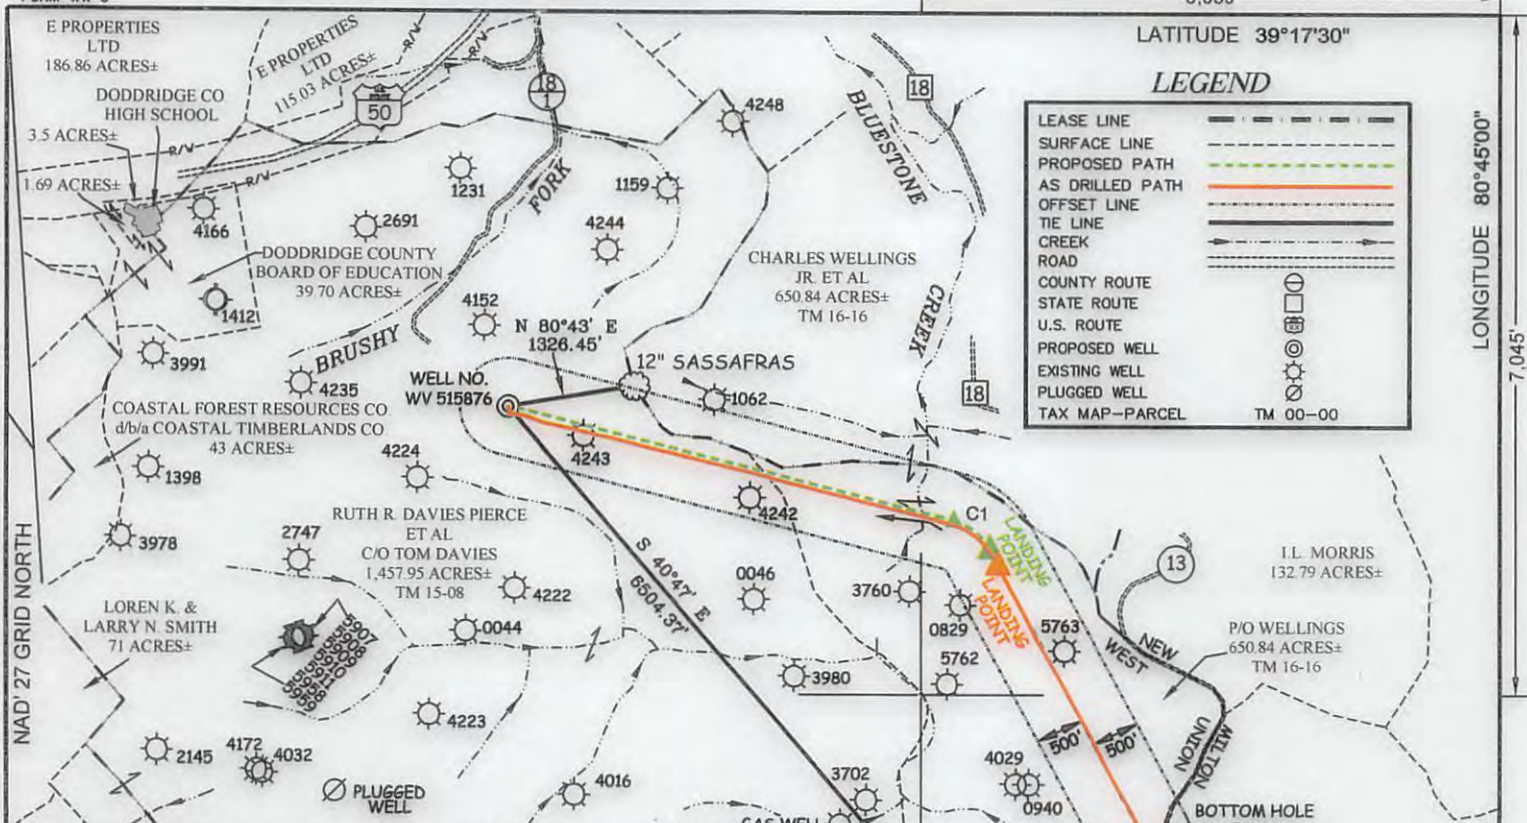 LATITUDE 39°17'30"
E PROPERTIES
LTD
186.86 ACRES±
E PROPERTIES
LTD
115.03 ACRES±
R/V
R/V
R/V
R/V
50
18
1
18
4248
DODDRIDGE CO
HIGH SCHOOL
3.5 ACRES±
1.69 ACRES±
4166
1231
2691
FORK
1159
4244
BLUESTONE
CREEK
LEGEND
LEASE LINE
SURFACE LINE
PROPOSED PATH
AS DRILLED PATH
OFFSET LINE
TIE LINE
CREEK
ROAD
COUNTY ROUTE
STATE ROUTE
U.S. ROUTE
PROPOSED WELL
EXISTING WELL
PLUGGED WELL
TAX MAP-PARCEL TM 00-00
LONGITUDE 80°45'00"
7,045'
DODDRIDGE COUNTY
BOARD OF EDUCATION
39 70 ACRES±
1412
CHARLES WELLINGS
JR. ET AL
650.84 ACRES±
TM 16-16
4152
N 80°43' E
1326.45'
BRUSHY
3991
4235
12" SASSAFRAS
WELL NO.
WV 515876
1062
18
COASTAL FOREST RESOURCES CO.
d/b/a COASTAL TIMBERLANDS CO.
43 ACRES±
1398
4224
4243
4242
C1
LANDING
POINT
LANDING
POINT
RUTH R. DAVIES PIERCE
ET AL
C/O TOM DAVIES
1,457.95 ACRES±
TM 15-08
3978
2747
S 40°47' E
6504.37'
0046
3760
0829
13
I.L. MORRIS
132.79 ACRES±
NAD' 27 GRID NORTH
LOREN K. &
LARRY N. SMITH
71 ACRES±
4222
0044
5763
5762
NEW
WEST
P/O WELLINGS
650.84 ACRES±
TM 16-16
3980
4223
500'
500'
MILTON
UNION
2145
4172
4032
PLUGGED
WELL
4016
3702
4029
0940
BOTTOM HOLE